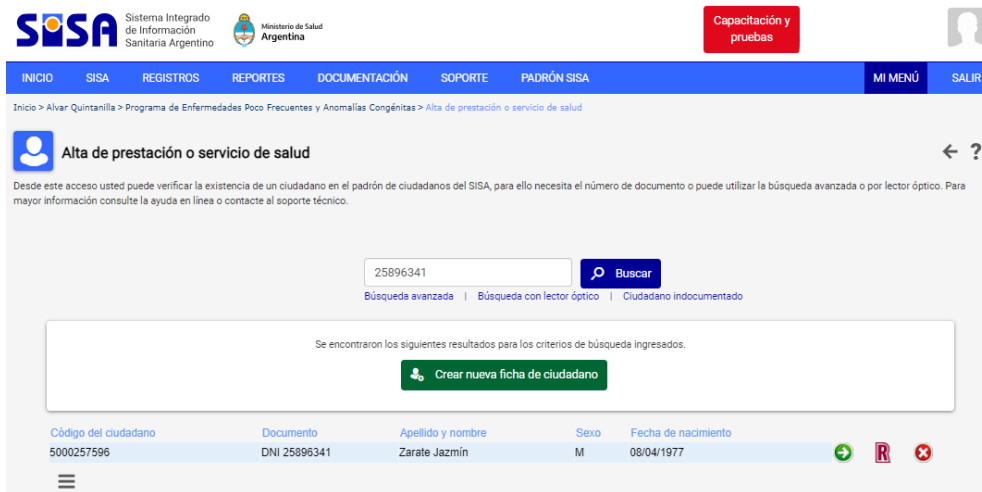 SISA
Sistema Integrado
de Información
Sanitaria Argentino
Ministerio de Salud
Argentina
Capacitación y
pruebas
INICIO SISA REGISTROS REPORTES DOCUMENTACIÓN SOPORTE PADRÓN SISA MI MENÚ SALIR
Inicio > Alvar Quintanilla > Programa de Enfermedades Poco Frecuentes y Anomalías Congénitas > Alta de prestación o servicio de salud
Alta de prestación o servicio de salud
?
Desde este acceso usted puede verificar la existencia de un ciudadano en el padrón de ciudadanos del SISA, para ello necesita el número de documento o puede utilizar la búsqueda avanzada o por lector óptico. Para
mayor información consulte la ayuda en línea o contacte al soporte técnico.
25896341 Buscar
Búsqueda avanzada | Búsqueda con lector óptico | Ciudadano indocumentado
Se encontraron los siguientes resultados para los criterios de búsqueda ingresados.
Crear nueva ficha de ciudadano
Código del ciudadano Documento Apellido y nombre Sexo Fecha de nacimiento
5000257596 DNI 25896341 Zarate Jazmín M 08/04/1977 R